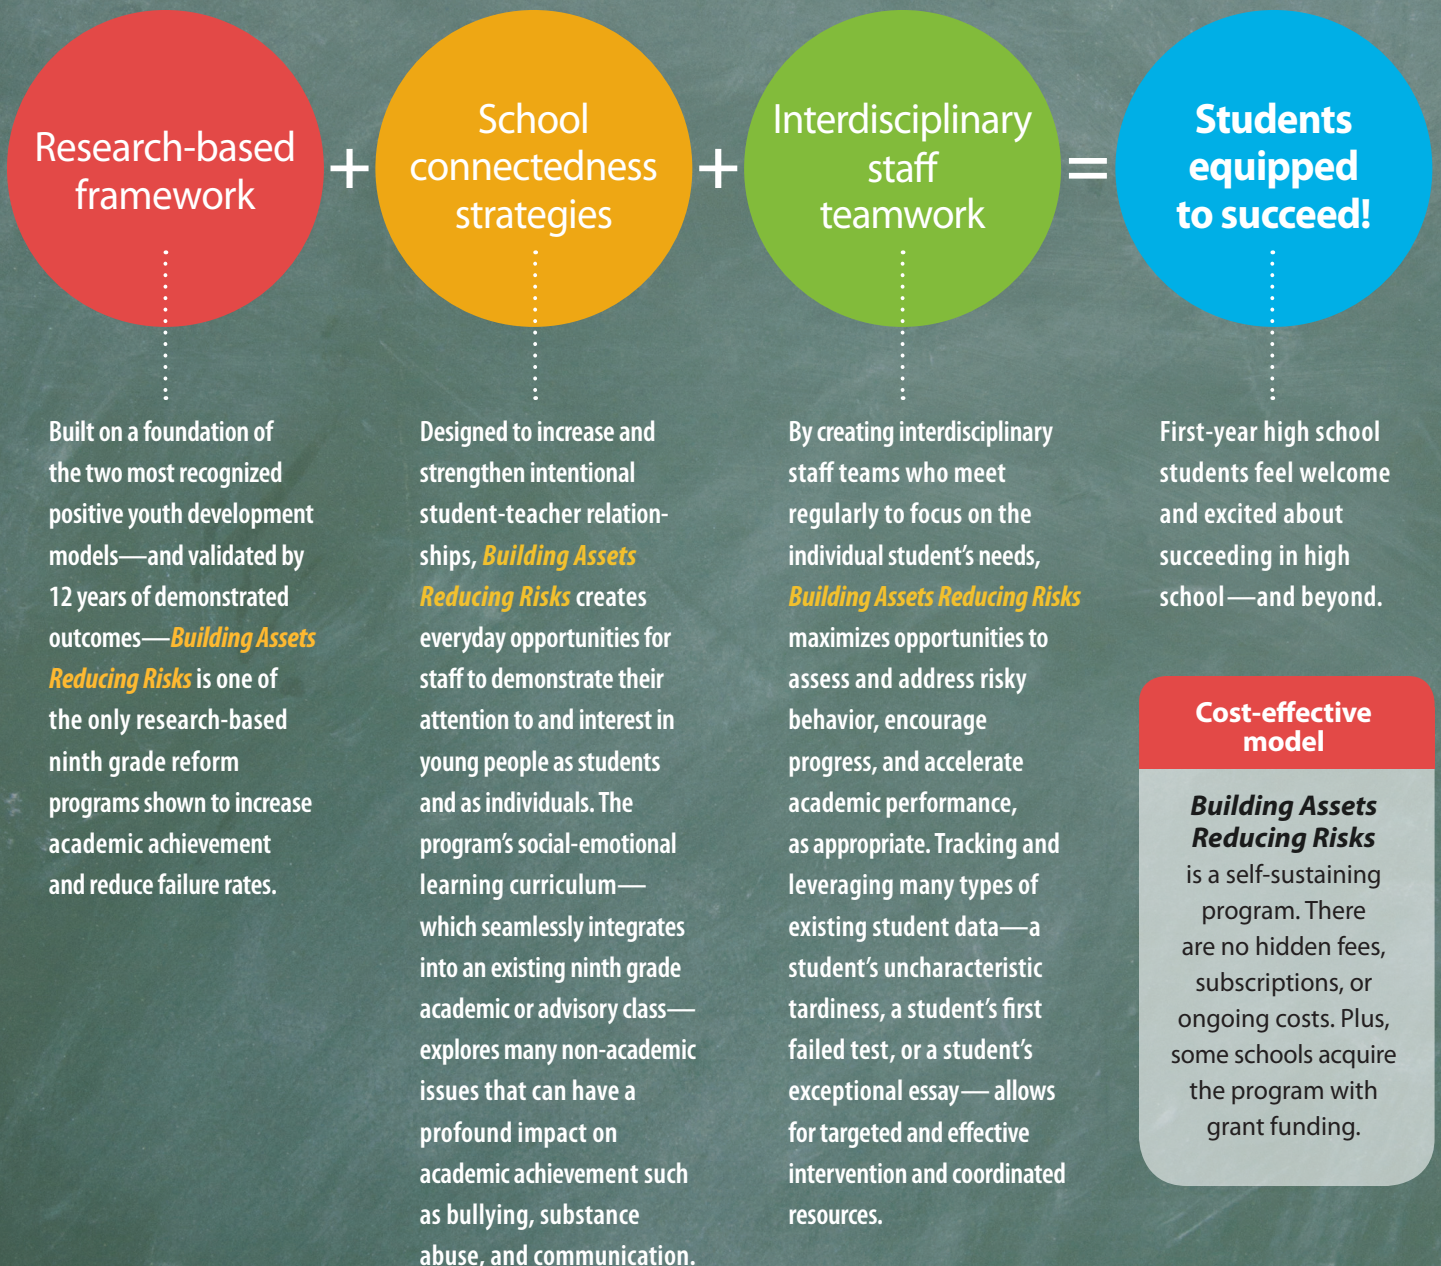 Research-based
framework
+
School
connectedness
strategies
+
Interdisciplinary
staff
teamwork
=
Students
equipped
to succeed!
Built on a foundation of
the two most recognized
positive youth development
models—and validated by
12 years of demonstrated
outcomes—Building Assets
Reducing Risks is one of
the only research-based
ninth grade reform
programs shown to increase
academic achievement
and reduce failure rates.
Designed to increase and
strengthen intentional
student-teacher relation-
ships, Building Assets
Reducing Risks creates
everyday opportunities for
staff to demonstrate their
attention to and interest in
young people as students
and as individuals. The
program's social-emotional
learning curriculum—
which seamlessly integrates
into an existing ninth grade
academic or advisory class—
explores many non-academic
issues that can have a
profound impact on
academic achievement such
as bullying, substance
abuse, and communication.
By creating interdisciplinary
staff teams who meet
regularly to focus on the
individual student's needs,
Building Assets Reducing Risks
maximizes opportunities to
assess and address risky
behavior, encourage
progress, and accelerate
academic performance,
as appropriate. Tracking and
leveraging many types of
existing student data—a
student's uncharacteristic
tardiness, a student's first
failed test, or a student's
exceptional essay— allows
for targeted and effective
intervention and coordinated
resources.
First-year high school
students feel welcome
and excited about
succeeding in high
school—and beyond.
Cost-effective
model
Building Assets
Reducing Risks
is a self-sustaining
program. There
are no hidden fees,
subscriptions, or
ongoing costs. Plus,
some schools acquire
the program with
grant funding.